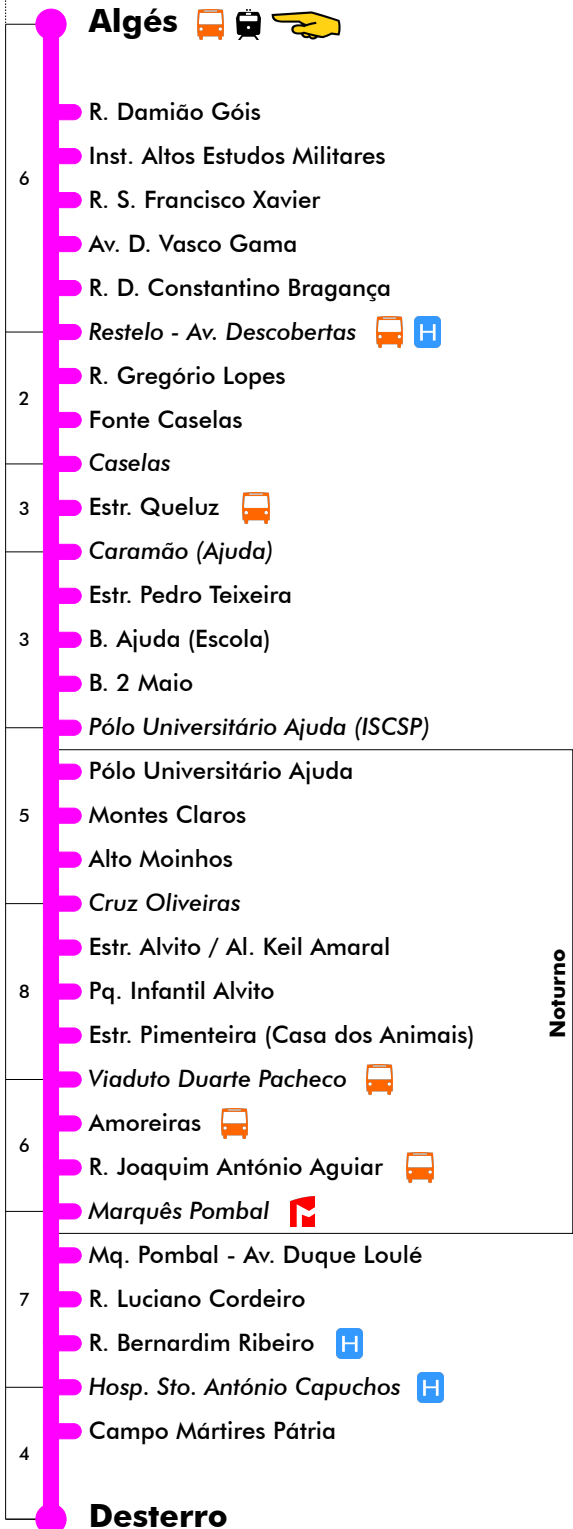 Algés
R. Damião Góis
Inst. Altos Estudos Militares
6
R. S. Francisco Xavier
Av. D. Vasco Gama
R. D. Constantino Bragança
Restelo - Av. Descobertas H
R. Gregório Lopes
2
Fonte Caselas
Caselas
3 Estr. Queluz
Caramão (Ajuda)
Estr. Pedro Teixeira
3 B. Ajuda (Escola)
B. 2 Maio
Pólo Universitário Ajuda (ISCSP)
Pólo Universitário Ajuda
5 Montes Claros
Alto Moinhos
Cruz Oliveiras
Estr. Alvito / Al. Keil Amaral
8 Pq. Infantil Alvito
Noturno
Estr. Pimenteira (Casa dos Animais)
Viaduto Duarte Pacheco
Amoreiras
6
R. Joaquim António Aguiar
Marquês Pombal
Mq. Pombal - Av. Duque Loulé
7 R. Luciano Cordeiro
R. Bernardim Ribeiro H
Hosp. Sto. António Capuchos H
Campo Mártires Pátria
4
Desterro